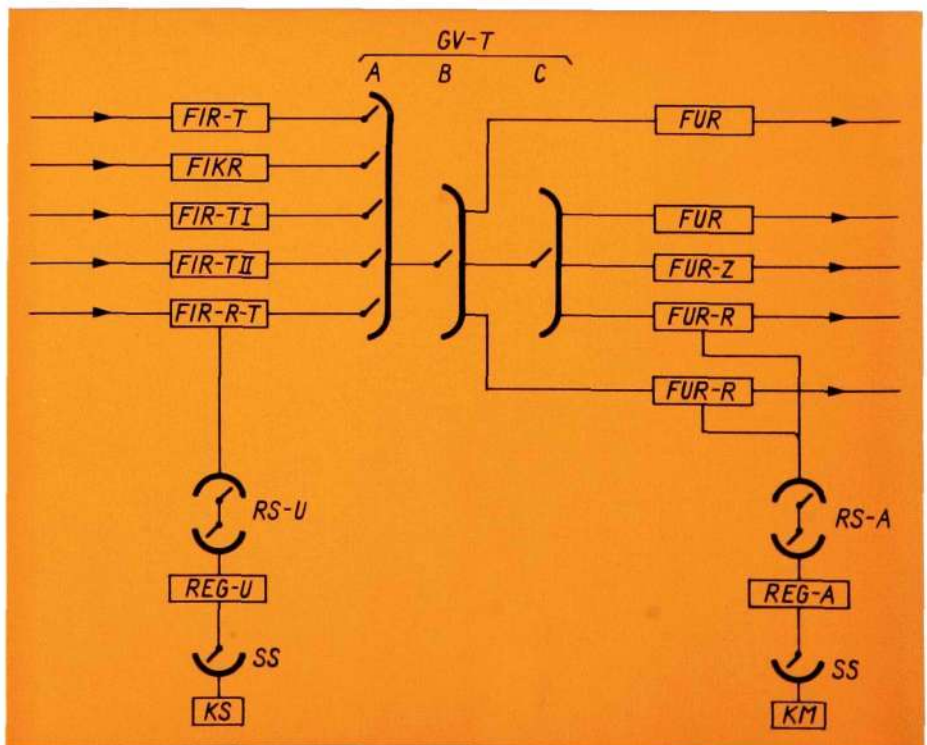 GV-T
A B C
FIR-T FUR
FIKR
FIR-TI FUR
FIR-TII FUR-Z
FIR-R-T FUR-R
FUR-R
RS-U RS-A
REG-U REG-A
SS SS
KS KM